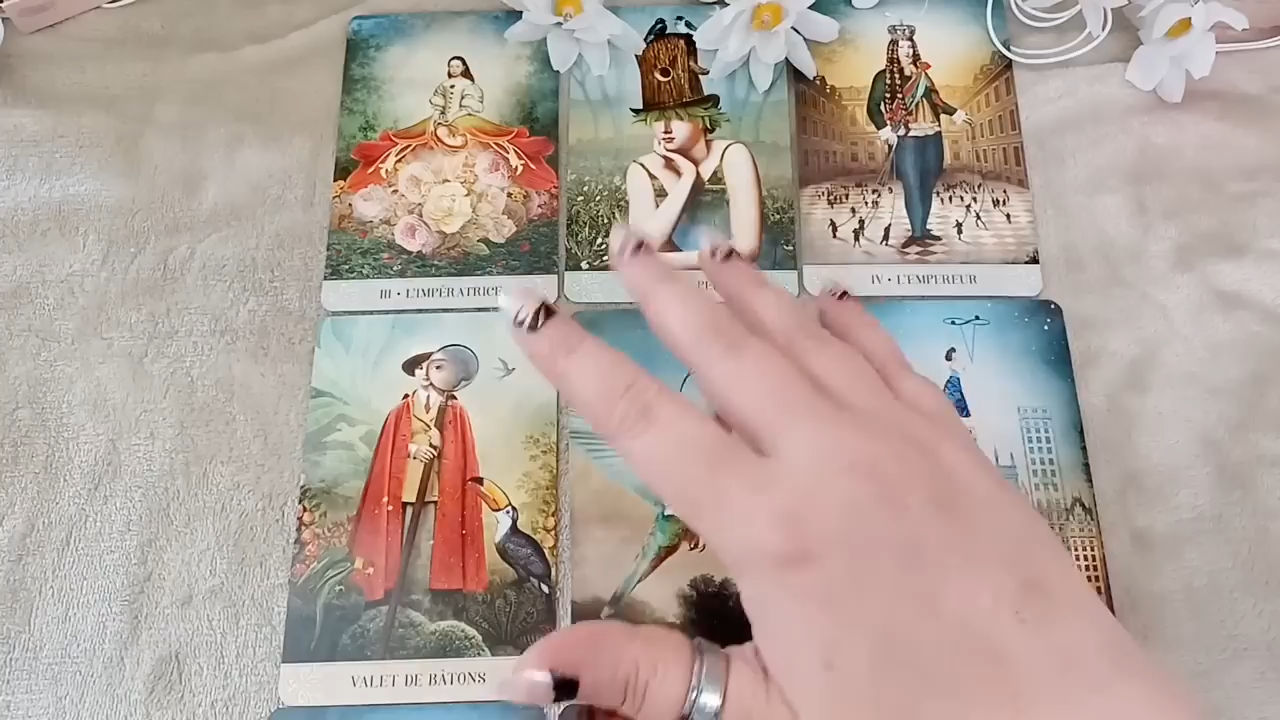 III • L'IMPÉRATRICE
IV • L'EMPEREUR
VALET DE BÂTONS